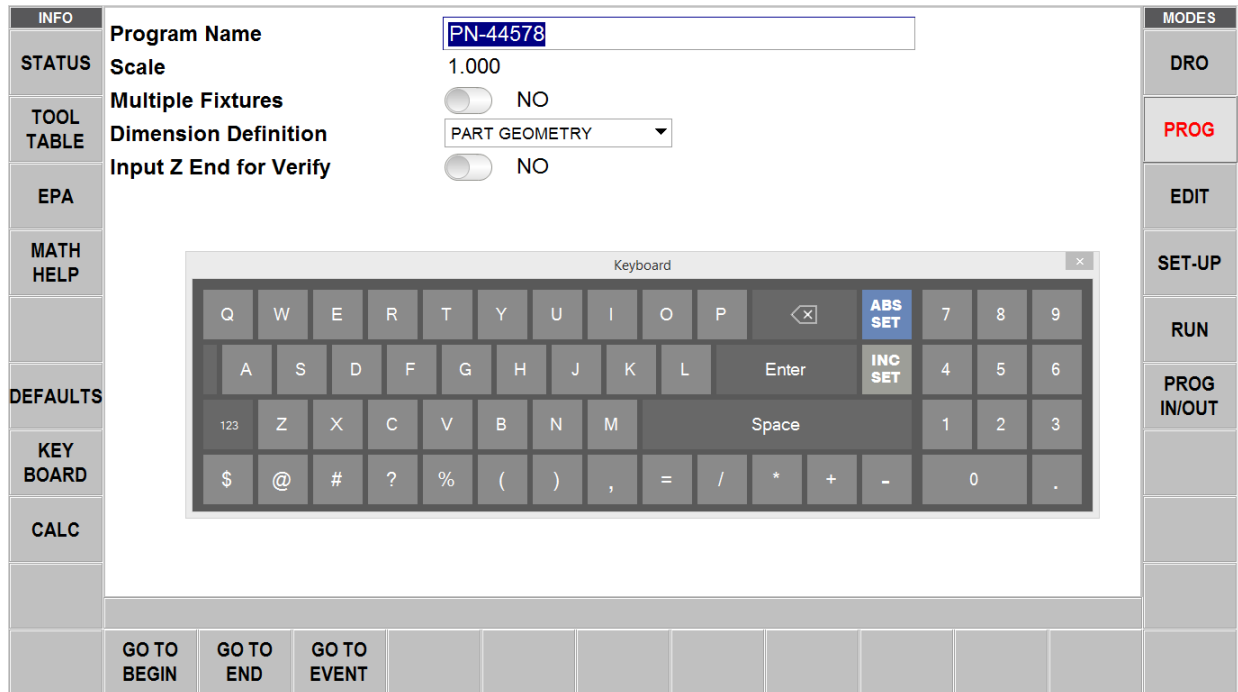 INFO
STATUS
TOOL
TABLE
EPA
MATH
HELP
DEFAULTS
KEY
BOARD
CALC
Program Name PN-44578
Scale 1.000
Multiple Fixtures NO
Dimension Definition PART GEOMETRY
Input Z End for Verify NO
Keyboard ×
Q W E R T Y U I O P ABS SET 7 8 9
A S D F G H J K L Enter INC SET 4 5 6
123 Z X C V B N M Space 1 2 3
$ @ # ? % ( ) , = / * + - 0 .
GO TO BEGIN
GO TO END
GO TO EVENT
MODES
DRO
PROG
EDIT
SET-UP
RUN
PROG
IN/OUT